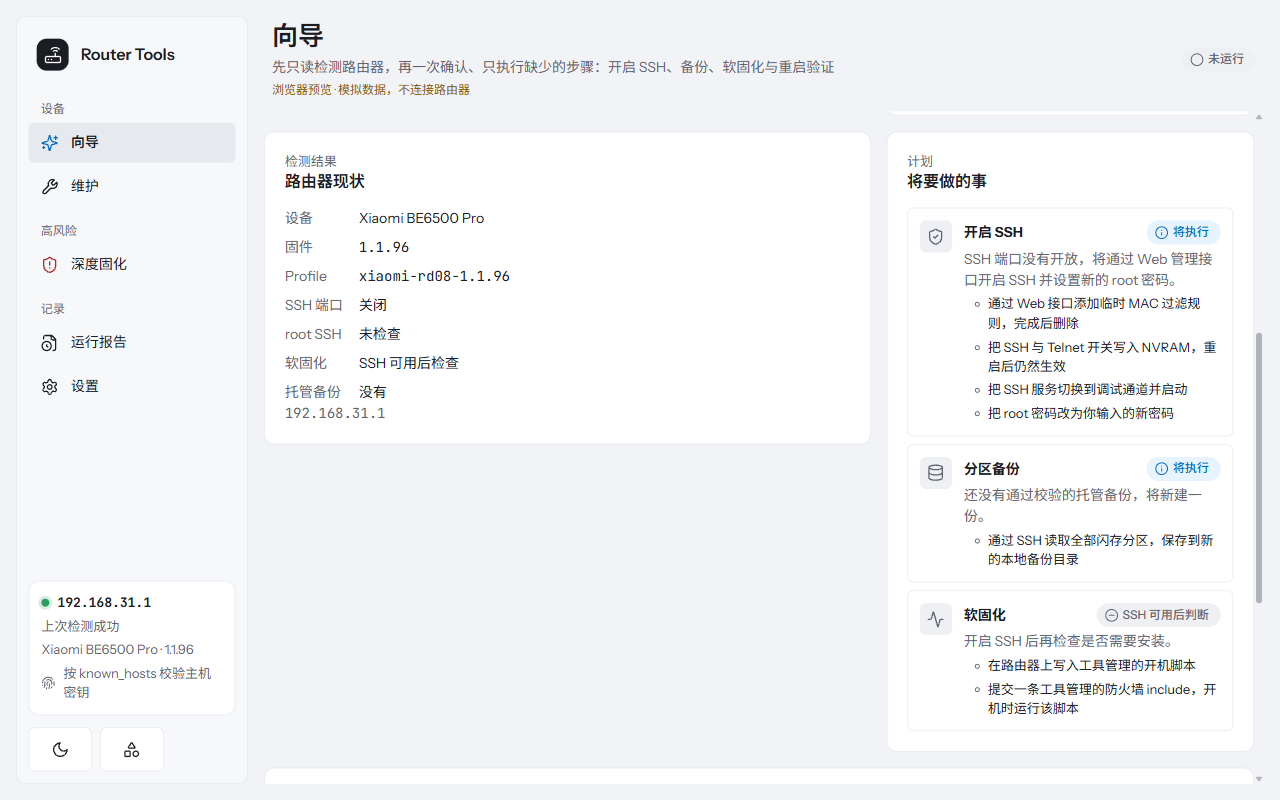 Router Tools
设备
向导
维护
高风险
深度固化
记录
运行报告
设置
192.168.31.1
上次检测成功
Xiaomi BE6500 Pro · 1.1.96
按 known_hosts 校验主机
密钥
向导
先只读检测路由器，再一次确认、只执行缺少的步骤：开启 SSH、备份、软固化与重启验证
浏览器预览 · 模拟数据，不连接路由器
未运行
检测结果
路由器现状
设备 Xiaomi BE6500 Pro
固件 1.1.96
Profile xiaomi-rd08-1.1.96
SSH 端口 关闭
root SSH 未检查
软固化 SSH 可用后检查
托管备份 没有
192.168.31.1
计划
将要做的事
开启 SSH 将执行
SSH 端口没有开放，将通过 Web 管理接
口开启 SSH 并设置新的 root 密码。
通过 Web 接口添加临时 MAC 过滤规
则，完成后删除
把 SSH 与 Telnet 开关写入 NVRAM，重
启后仍然生效
把 SSH 服务切换到调试通道并启动
把 root 密码改为你输入的新密码
分区备份 将执行
还没有通过校验的托管备份，将新建一
份。
通过 SSH 读取全部闪存分区，保存到新
的本地备份目录
软固化 SSH 可用后判断
开启 SSH 后再检查是否需要安装。
在路由器上写入工具管理的开机脚本
提交一条工具管理的防火墙 include，开
机时运行该脚本